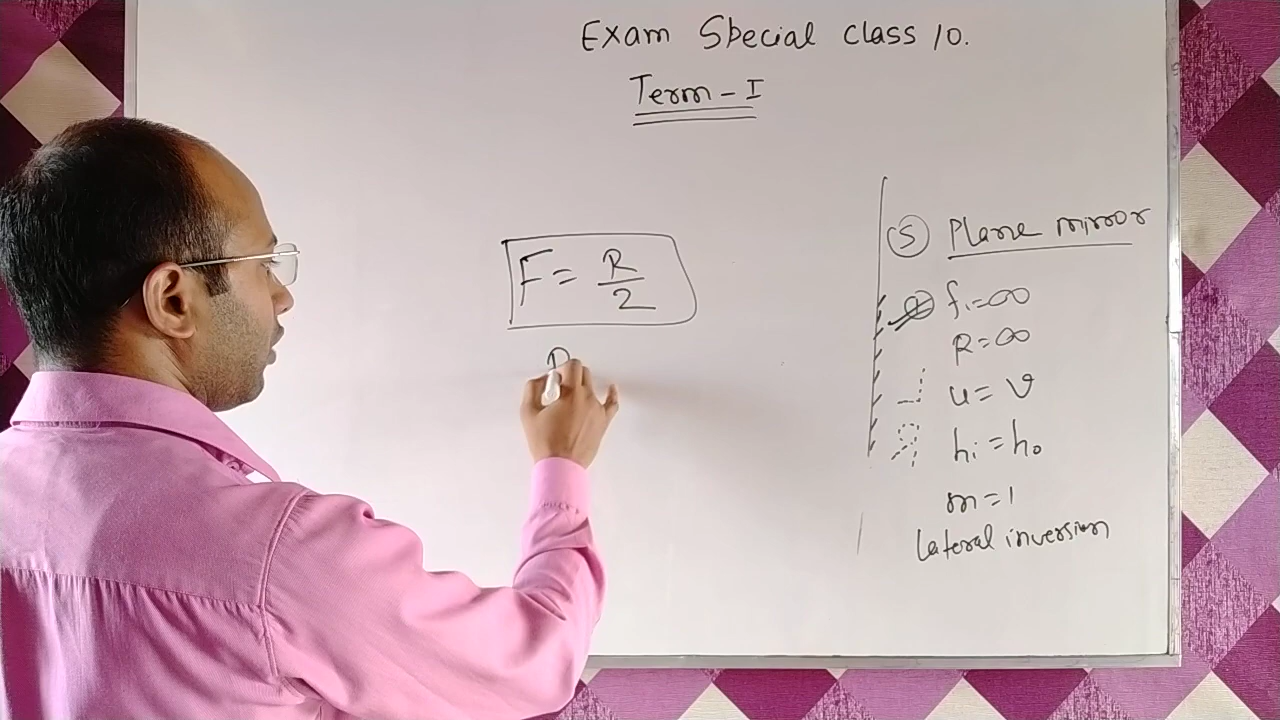 Exam Special class 10.
Term - I
F = R/2
R
(5) Plane mirror
f = ∞
R = ∞
u = v
hi = ho
m = 1
Lateral inversion